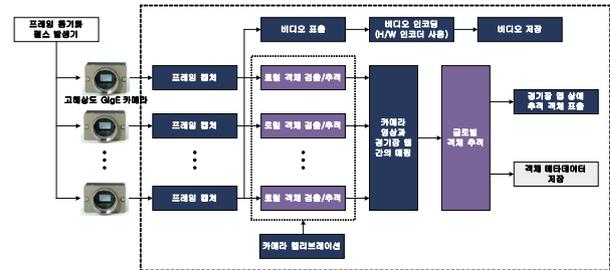 프레임 동기화
펄스 발생기
비디오 표출
비디오 인코딩
(H/W 인코더 사용)
비디오 저장
고해상도 GigE 카메라
프레임 캡쳐
로컬 객체 검출/추적
프레임 캡쳐
로컬 객체 검출/추적
프레임 캡쳐
로컬 객체 검출/추적
카메라
영상과
경기장 맵
간의 매핑
글로벌
객체 추적
경기장 맵 상에
추적 객체 표출
객체 메타데이터
저장
카메라 캘리브레이션